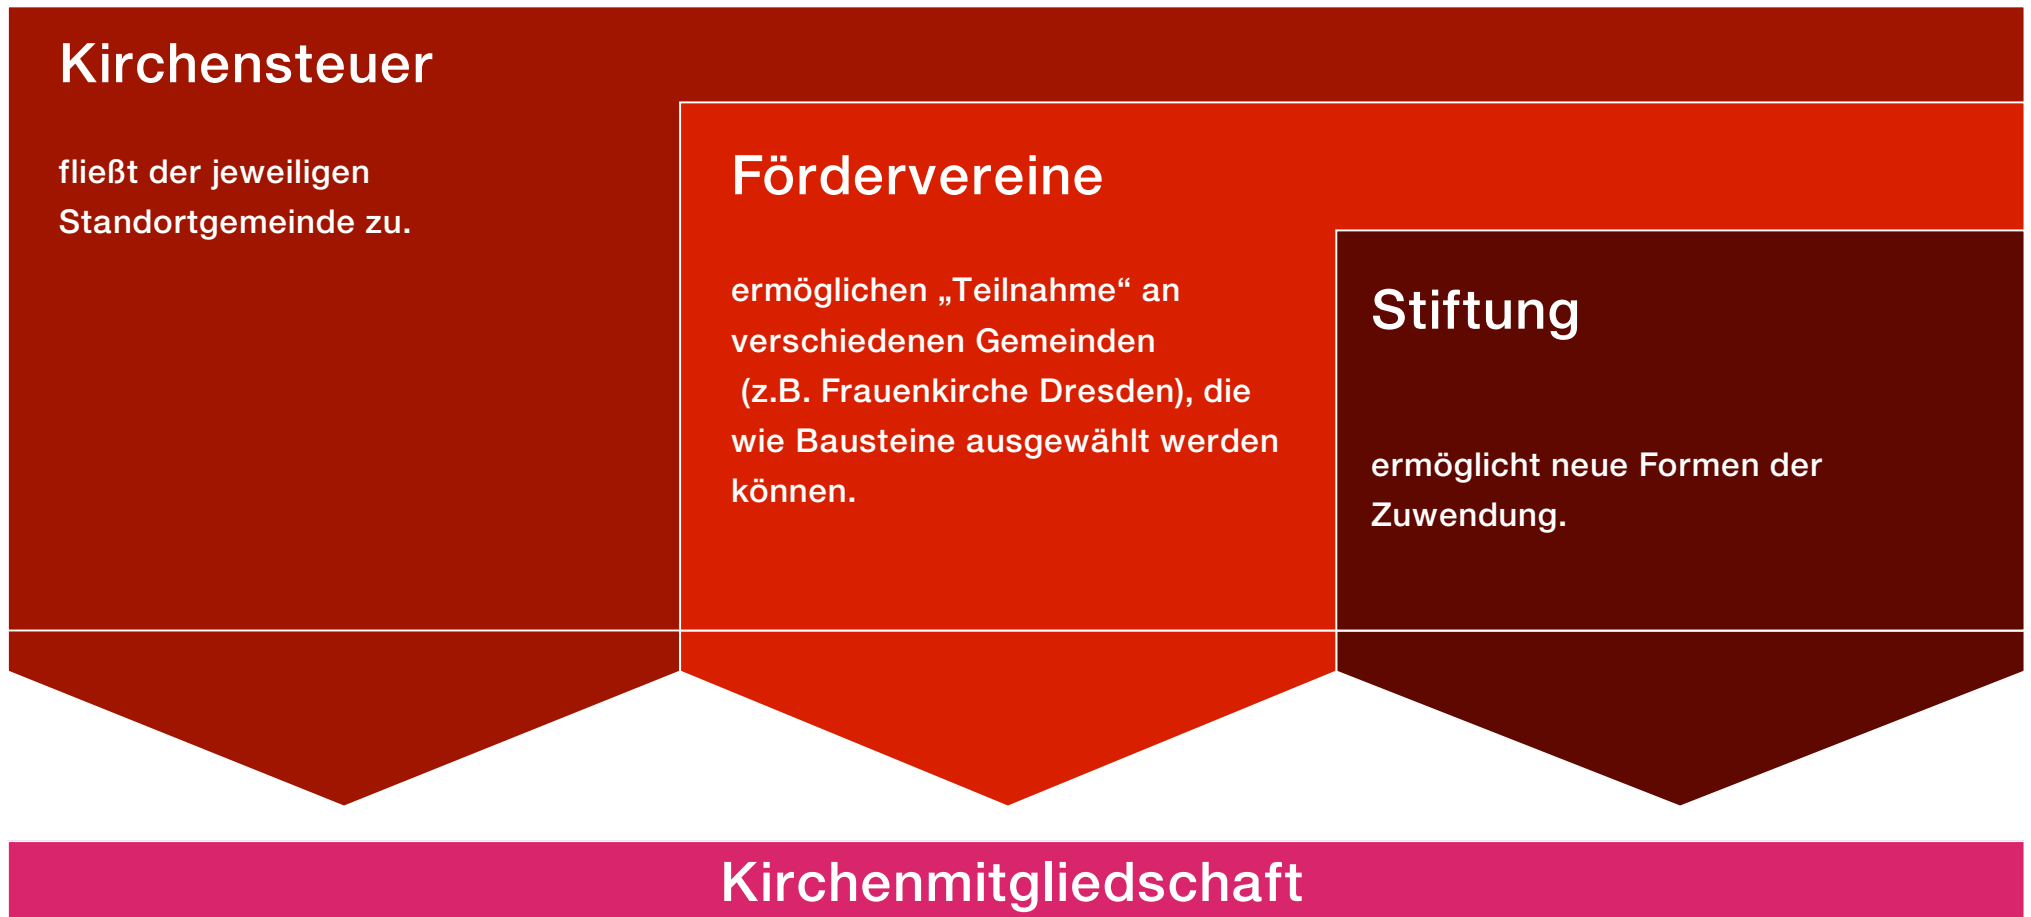 Kirchensteuer
fließt der jeweiligen
Standortgemeinde zu.
Fördervereine
ermöglichen „Teilnahme“ an
verschiedenen Gemeinden
(z.B. Frauenkirche Dresden), die
wie Bausteine ausgewählt werden
können.
Stiftung
ermöglicht neue Formen der
Zuwendung.
Kirchenmitgliedschaft